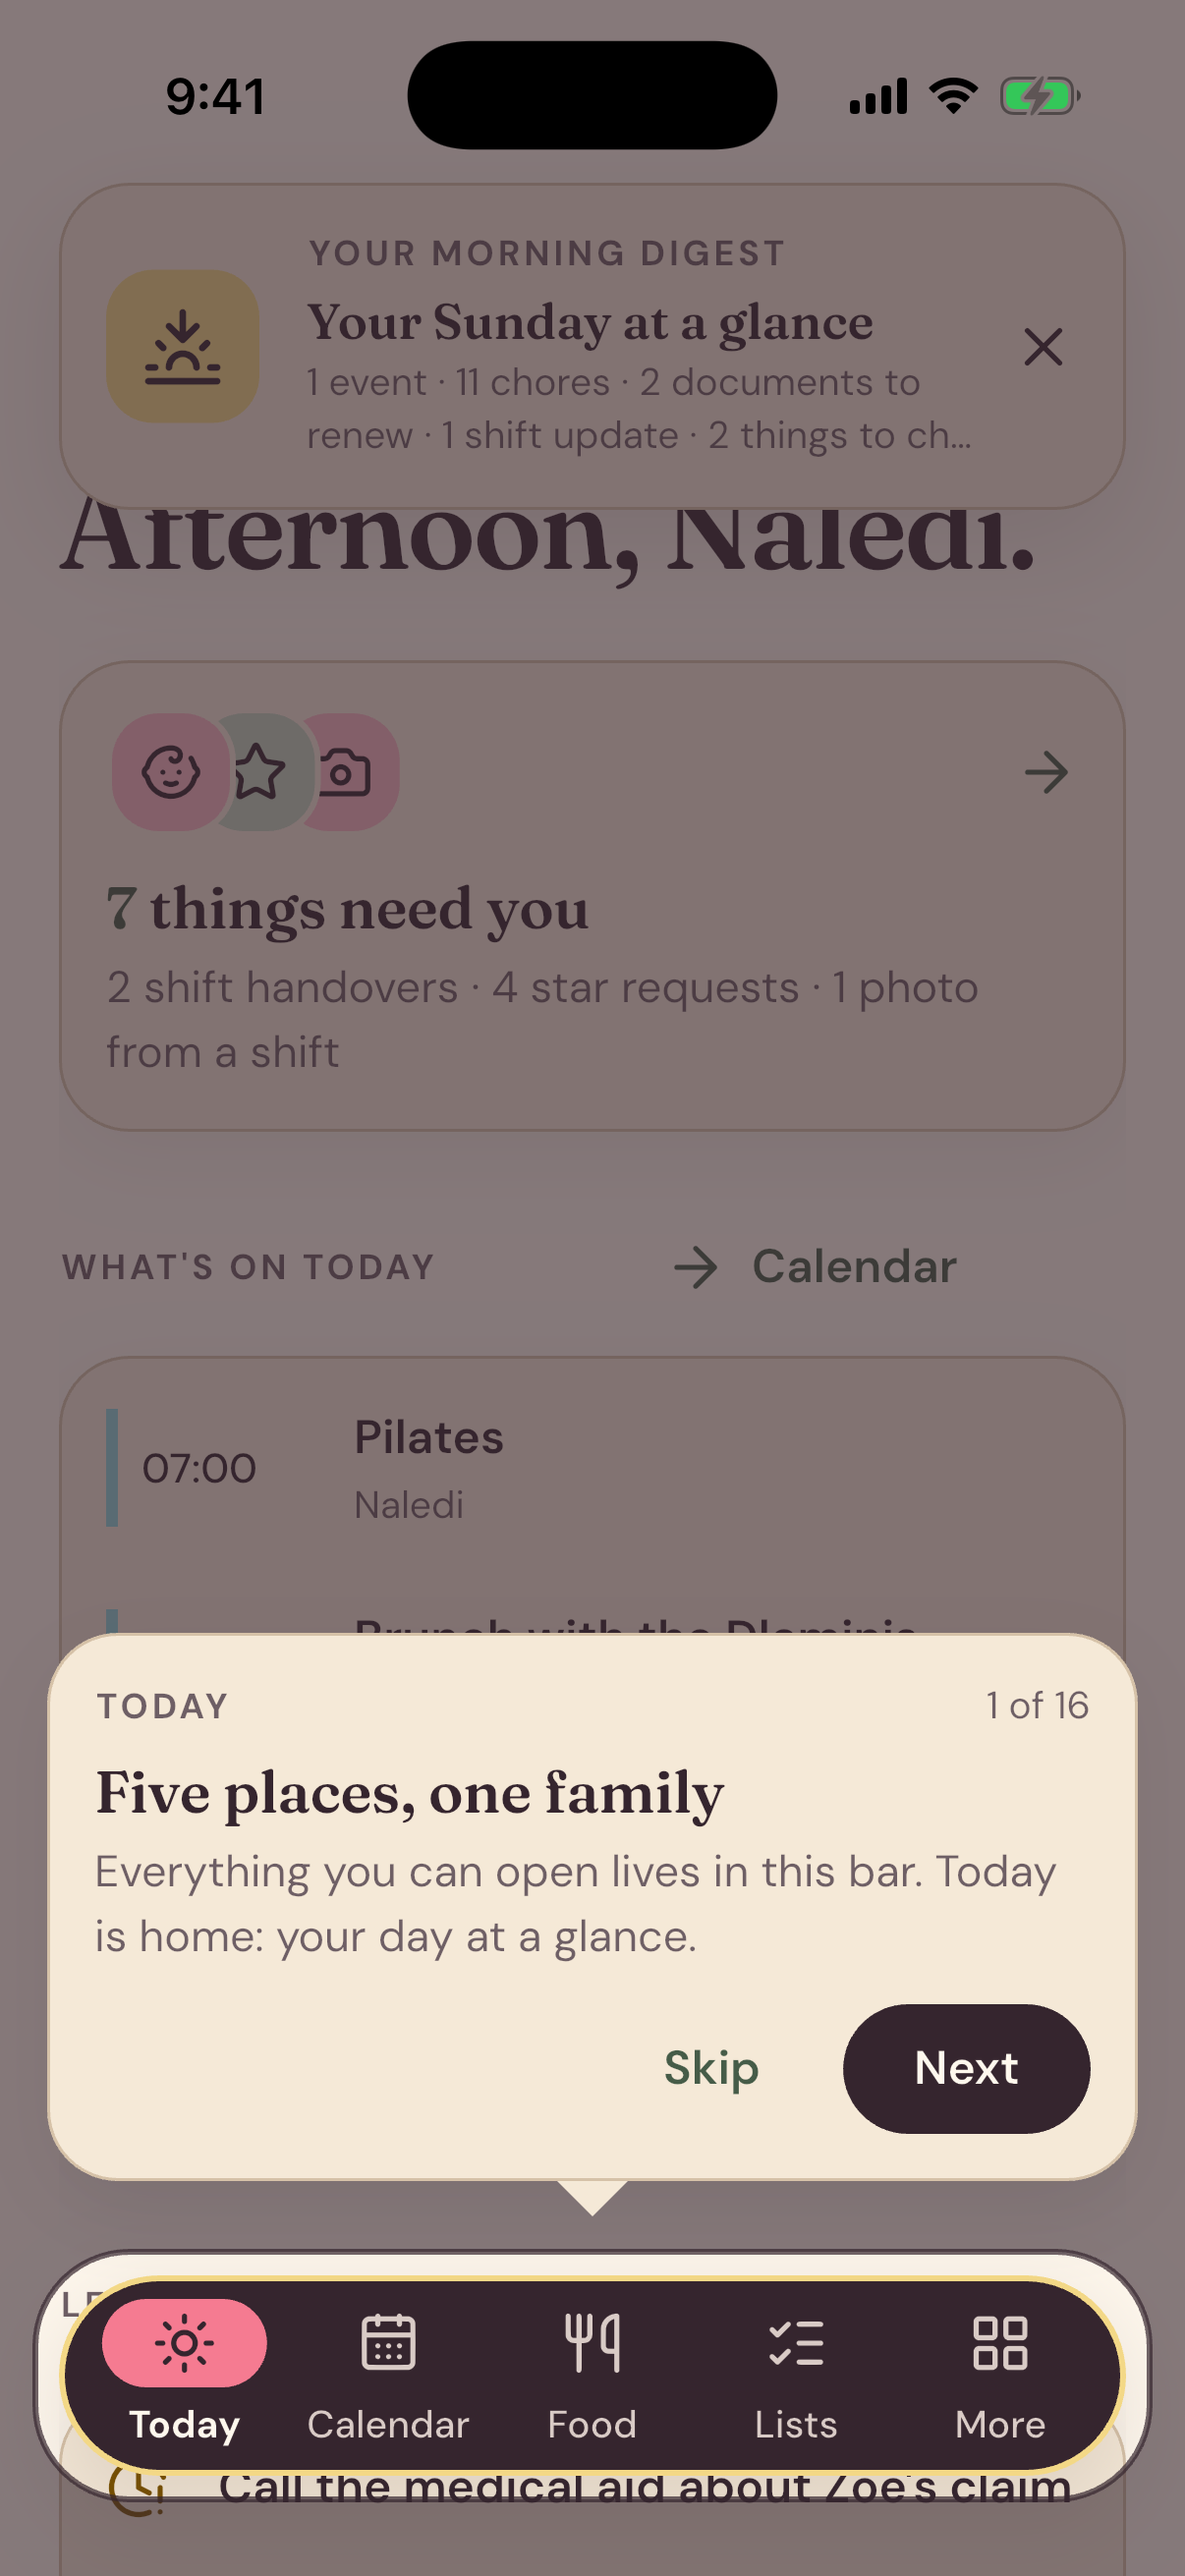 9:41
YOUR MORNING DIGEST
Your Sunday at a glance
1 event · 11 chores · 2 documents to
renew · 1 shift update · 2 things to ch...
Afternoon, Naledi.
7 things need you
2 shift handovers · 4 star requests · 1 photo
from a shift
WHAT'S ON TODAY
Calendar
07:00
Pilates
Naledi
Brunch with the Dlaminis
TODAY
1 of 16
Five places, one family
Everything you can open lives in this bar. Today
is home: your day at a glance.
Skip
Next
Today
Calendar
Food
Lists
More
Call the medical aid about Zoe's claim